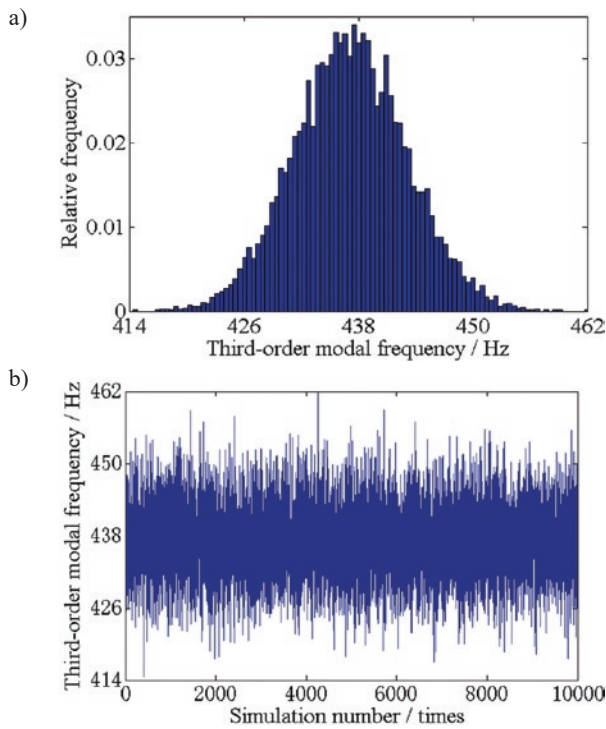 a)
Relative frequency
0.03
0.02
0.01
0
414 426 438 450 462
Third-order modal frequency / Hz
b)
Third-order modal frequency / Hz
462
450
438
426
414
0 2000 4000 6000 8000 10000
Simulation number / times